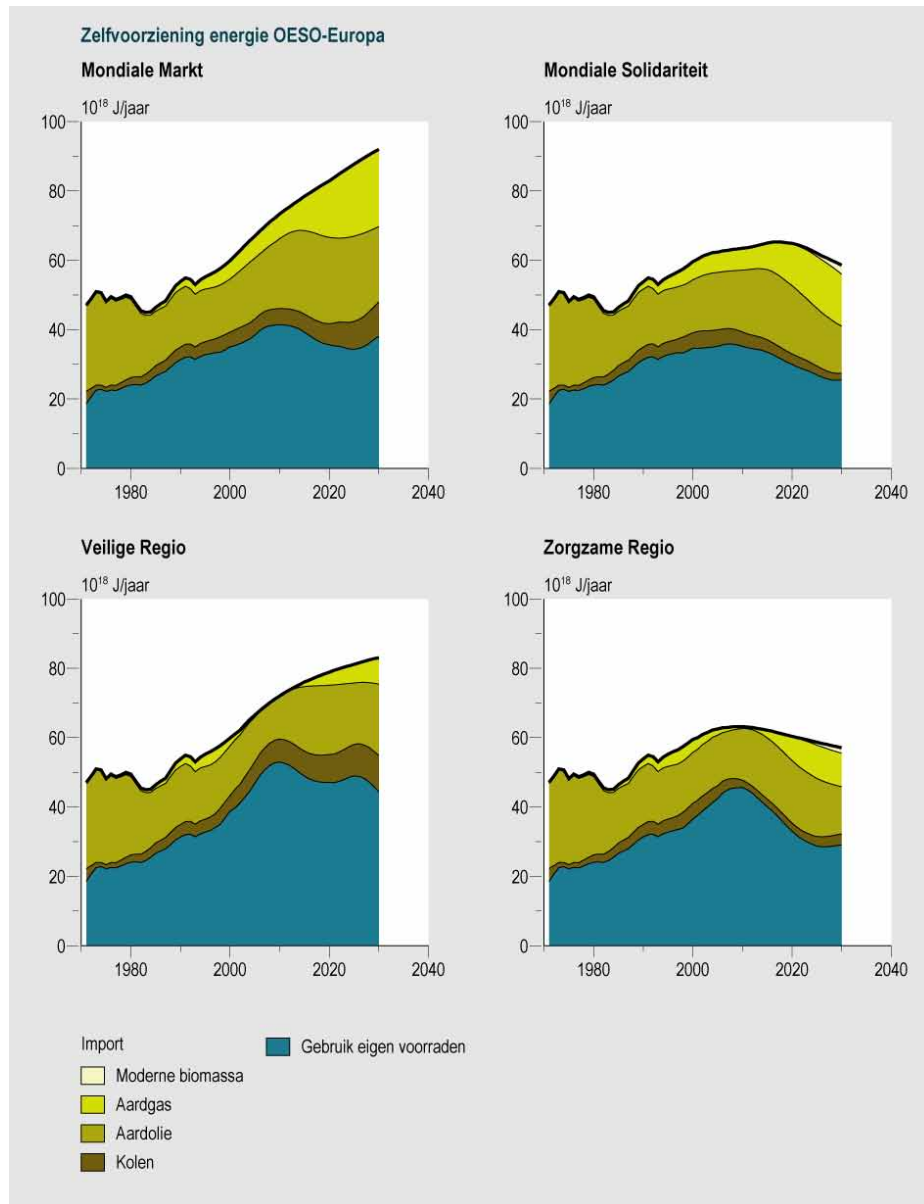 Zelfvoorziening energie OESO-Europa
Mondiale Markt
10¹⁸ J/jaar
100
80
60
40
20
0
1980 2000 2020 2040
Mondiale Solidariteit
10¹⁸ J/jaar
100
80
60
40
20
0
1980 2000 2020 2040
Veilige Regio
10¹⁸ J/jaar
100
80
60
40
20
0
1980 2000 2020 2040
Zorgzame Regio
10¹⁸ J/jaar
100
80
60
40
20
0
1980 2000 2020 2040
Import
Moderne biomassa
Aardgas
Aardolie
Kolen
Gebruik eigen voorraden